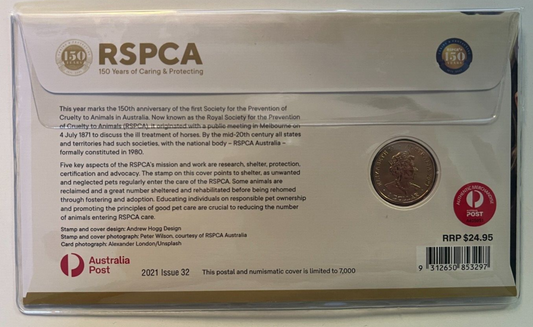 150
RSPCA
150 Years of Caring & Protecting
150
This year marks the 150th anniversary of the first Society for the Prevention of
Cruelty to Animals in Australia. Now known as the Royal Society for the Prevention
of Cruelty to Animals (RSPCA), it originated with a public meeting in Melbourne on
4 July 1871 to discuss the ill treatment of horses. By the mid-20th century all states
and territories had such societies, with the national body – RSPCA Australia –
formally constituted in 1980.
Five key aspects of the RSPCA's mission and work are research, shelter, protection,
certification and advocacy. The stamp on this cover points to shelter, as unwanted
and neglected pets regularly enter the care of the RSPCA. Some animals are
reclaimed and a great number sheltered and rehabilitated before being rehomed
through fostering and adoption. Educating individuals on responsible pet ownership
and promoting the principles of good pet care are crucial to reducing the number
of animals entering RSPCA care.
Stamp and cover design: Andrew Hogg Design
Stamp and cover photograph: Peter Wilson, courtesy of RSPCA Australia
Card photograph: Alexander London/Unsplash
Australia
Post
2021 Issue 32
This postal and numismatic cover is limited to 7,000
AUTHENTIC MERCHANDISE
POST
RRP $24.95
9 312650 853297